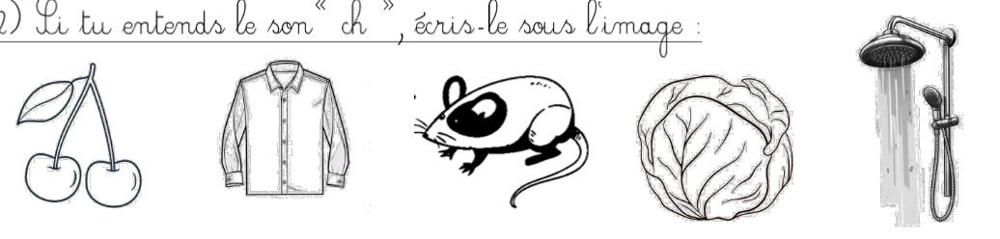 2) Si tu entends le son " ch ", écris-le sous l'image :